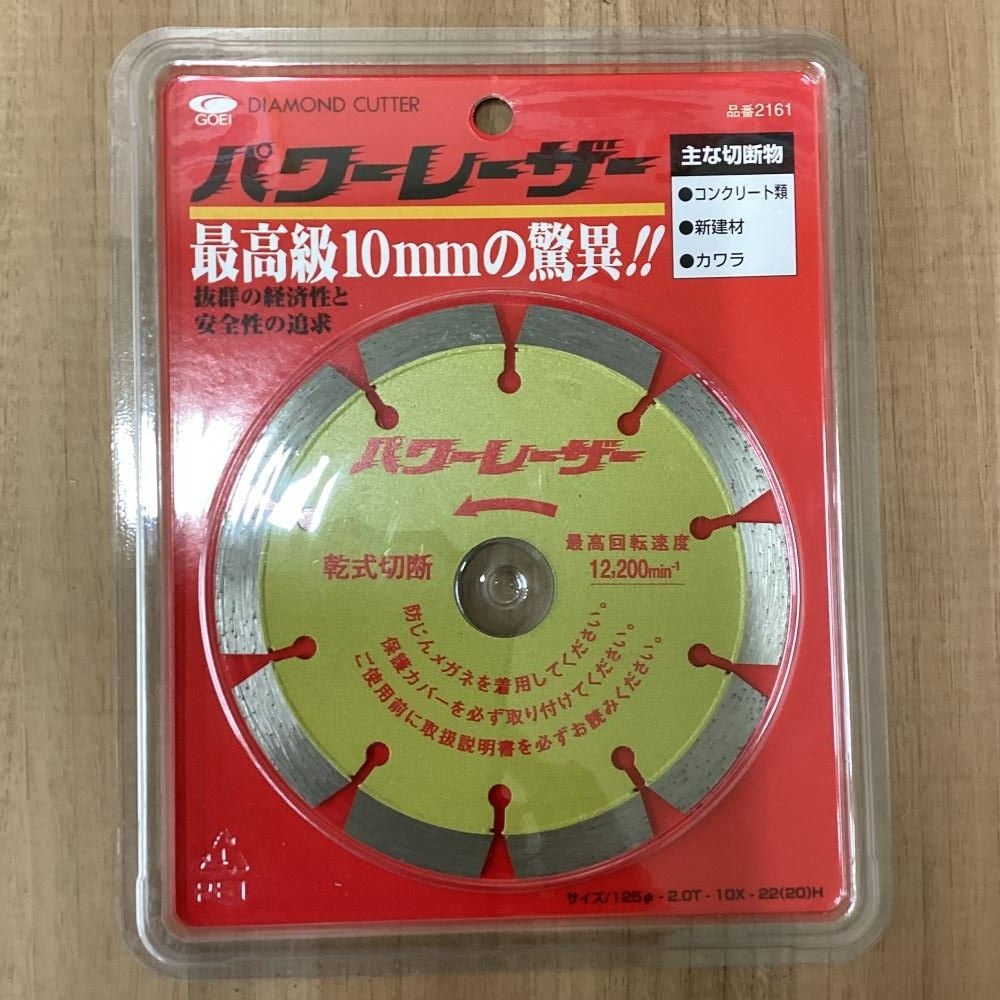 GOEI
DIAMOND CUTTER
品番2161
パワーレーザー
最高級10mmの驚異!!
抜群の経済性と
安全性の追求
主な切断物
●コンクリート類
●新建材
●カワラ
パワーレーザー
乾式切断
最高回転速度
12,200min⁻¹
防じんメガネを着用してください。
保護カバーを必ず取り付けてください。
ご使用前に取扱説明書を必ずお読みください。
1
PET
サイズ/125φ - 2.0T - 10X - 22(20)H